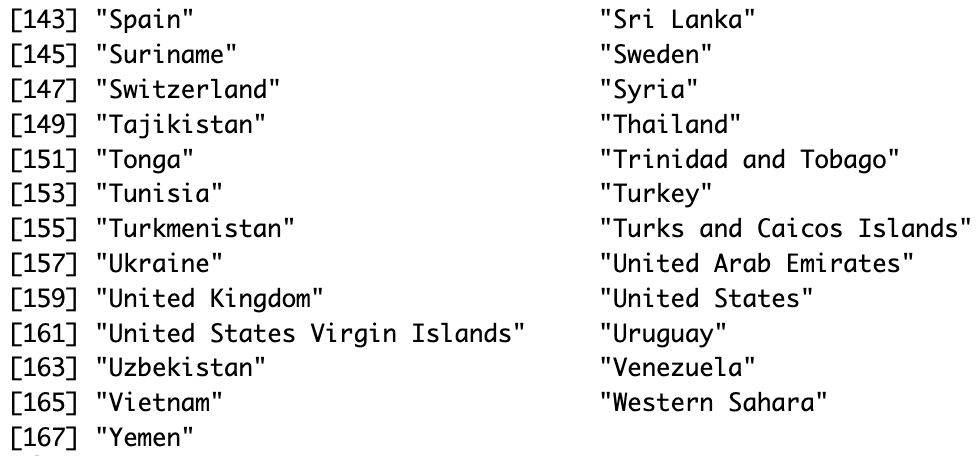 [143] "Spain" "Sri Lanka"
[145] "Suriname" "Sweden"
[147] "Switzerland" "Syria"
[149] "Tajikistan" "Thailand"
[151] "Tonga" "Trinidad and Tobago"
[153] "Tunisia" "Turkey"
[155] "Turkmenistan" "Turks and Caicos Islands"
[157] "Ukraine" "United Arab Emirates"
[159] "United Kingdom" "United States"
[161] "United States Virgin Islands" "Uruguay"
[163] "Uzbekistan" "Venezuela"
[165] "Vietnam" "Western Sahara"
[167] "Yemen"